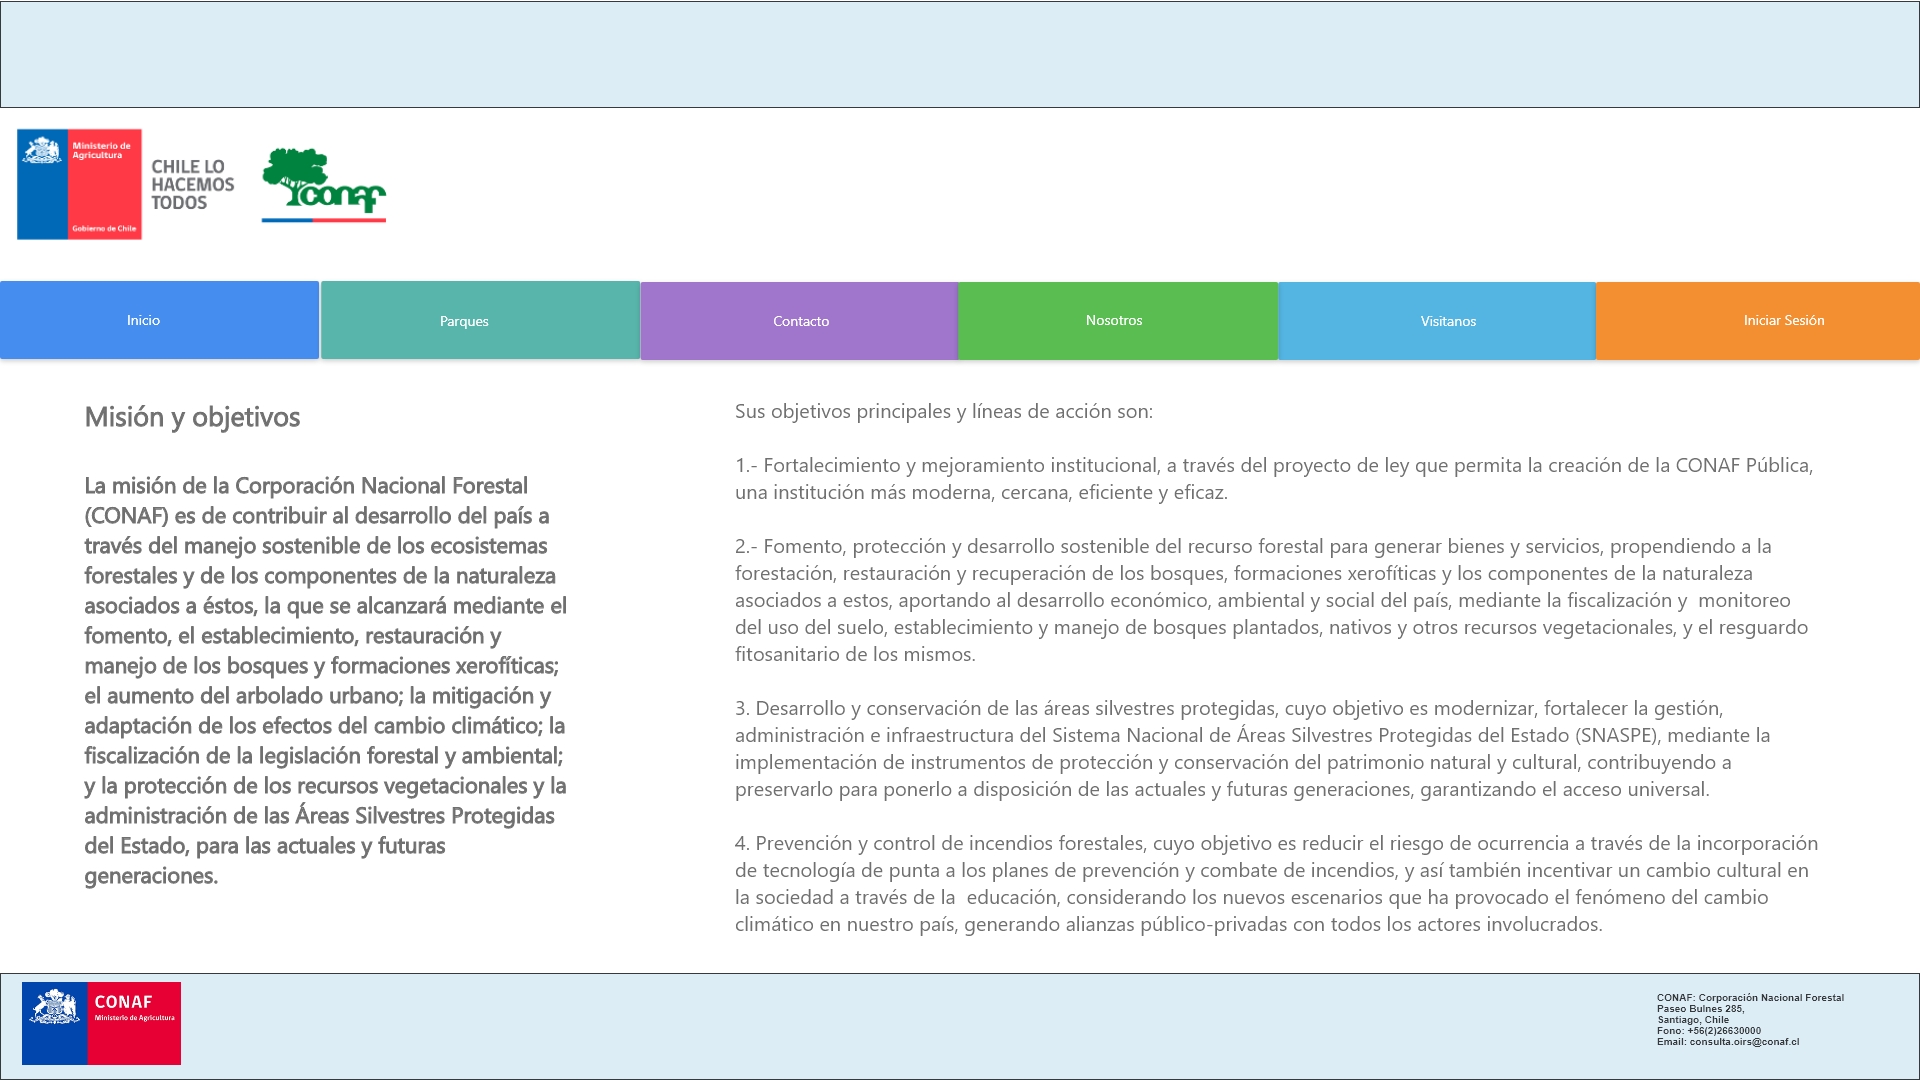 Ministerio de
Agricultura
Gobierno de Chile
CHILE LO
HACEMOS
TODOS
conaf
Inicio
Parques
Contacto
Nosotros
Visitanos
Iniciar Sesión
Misión y objetivos
La misión de la Corporación Nacional Forestal
(CONAF) es de contribuir al desarrollo del país a
través del manejo sostenible de los ecosistemas
forestales y de los componentes de la naturaleza
asociados a éstos, la que se alcanzará mediante el
fomento, el establecimiento, restauración y
manejo de los bosques y formaciones xerofíticas;
el aumento del arbolado urbano; la mitigación y
adaptación de los efectos del cambio climático; la
fiscalización de la legislación forestal y ambiental;
y la protección de los recursos vegetacionales y la
administración de las Áreas Silvestres Protegidas
del Estado, para las actuales y futuras
generaciones.
Sus objetivos principales y líneas de acción son:
1.- Fortalecimiento y mejoramiento institucional, a través del proyecto de ley que permita la creación de la CONAF Pública,
una institución más moderna, cercana, eficiente y eficaz.
2.- Fomento, protección y desarrollo sostenible del recurso forestal para generar bienes y servicios, propendiendo a la
forestación, restauración y recuperación de los bosques, formaciones xerofíticas y los componentes de la naturaleza
asociados a estos, aportando al desarrollo económico, ambiental y social del país, mediante la fiscalización y  monitoreo
del uso del suelo, establecimiento y manejo de bosques plantados, nativos y otros recursos vegetacionales, y el resguardo
fitosanitario de los mismos.
3. Desarrollo y conservación de las áreas silvestres protegidas, cuyo objetivo es modernizar, fortalecer la gestión,
administración e infraestructura del Sistema Nacional de Áreas Silvestres Protegidas del Estado (SNASPE), mediante la
implementación de instrumentos de protección y conservación del patrimonio natural y cultural, contribuyendo a
preservarlo para ponerlo a disposición de las actuales y futuras generaciones, garantizando el acceso universal.
4. Prevención y control de incendios forestales, cuyo objetivo es reducir el riesgo de ocurrencia a través de la incorporación
de tecnología de punta a los planes de prevención y combate de incendios, y así también incentivar un cambio cultural en
la sociedad a través de la  educación, considerando los nuevos escenarios que ha provocado el fenómeno del cambio
climático en nuestro país, generando alianzas público-privadas con todos los actores involucrados.
CONAF
Ministerio de Agricultura
CONAF: Corporación Nacional Forestal
Paseo Bulnes 285,
Santiago, Chile
Fono: +56(2)26630000
Email: consulta.oirs@conaf.cl